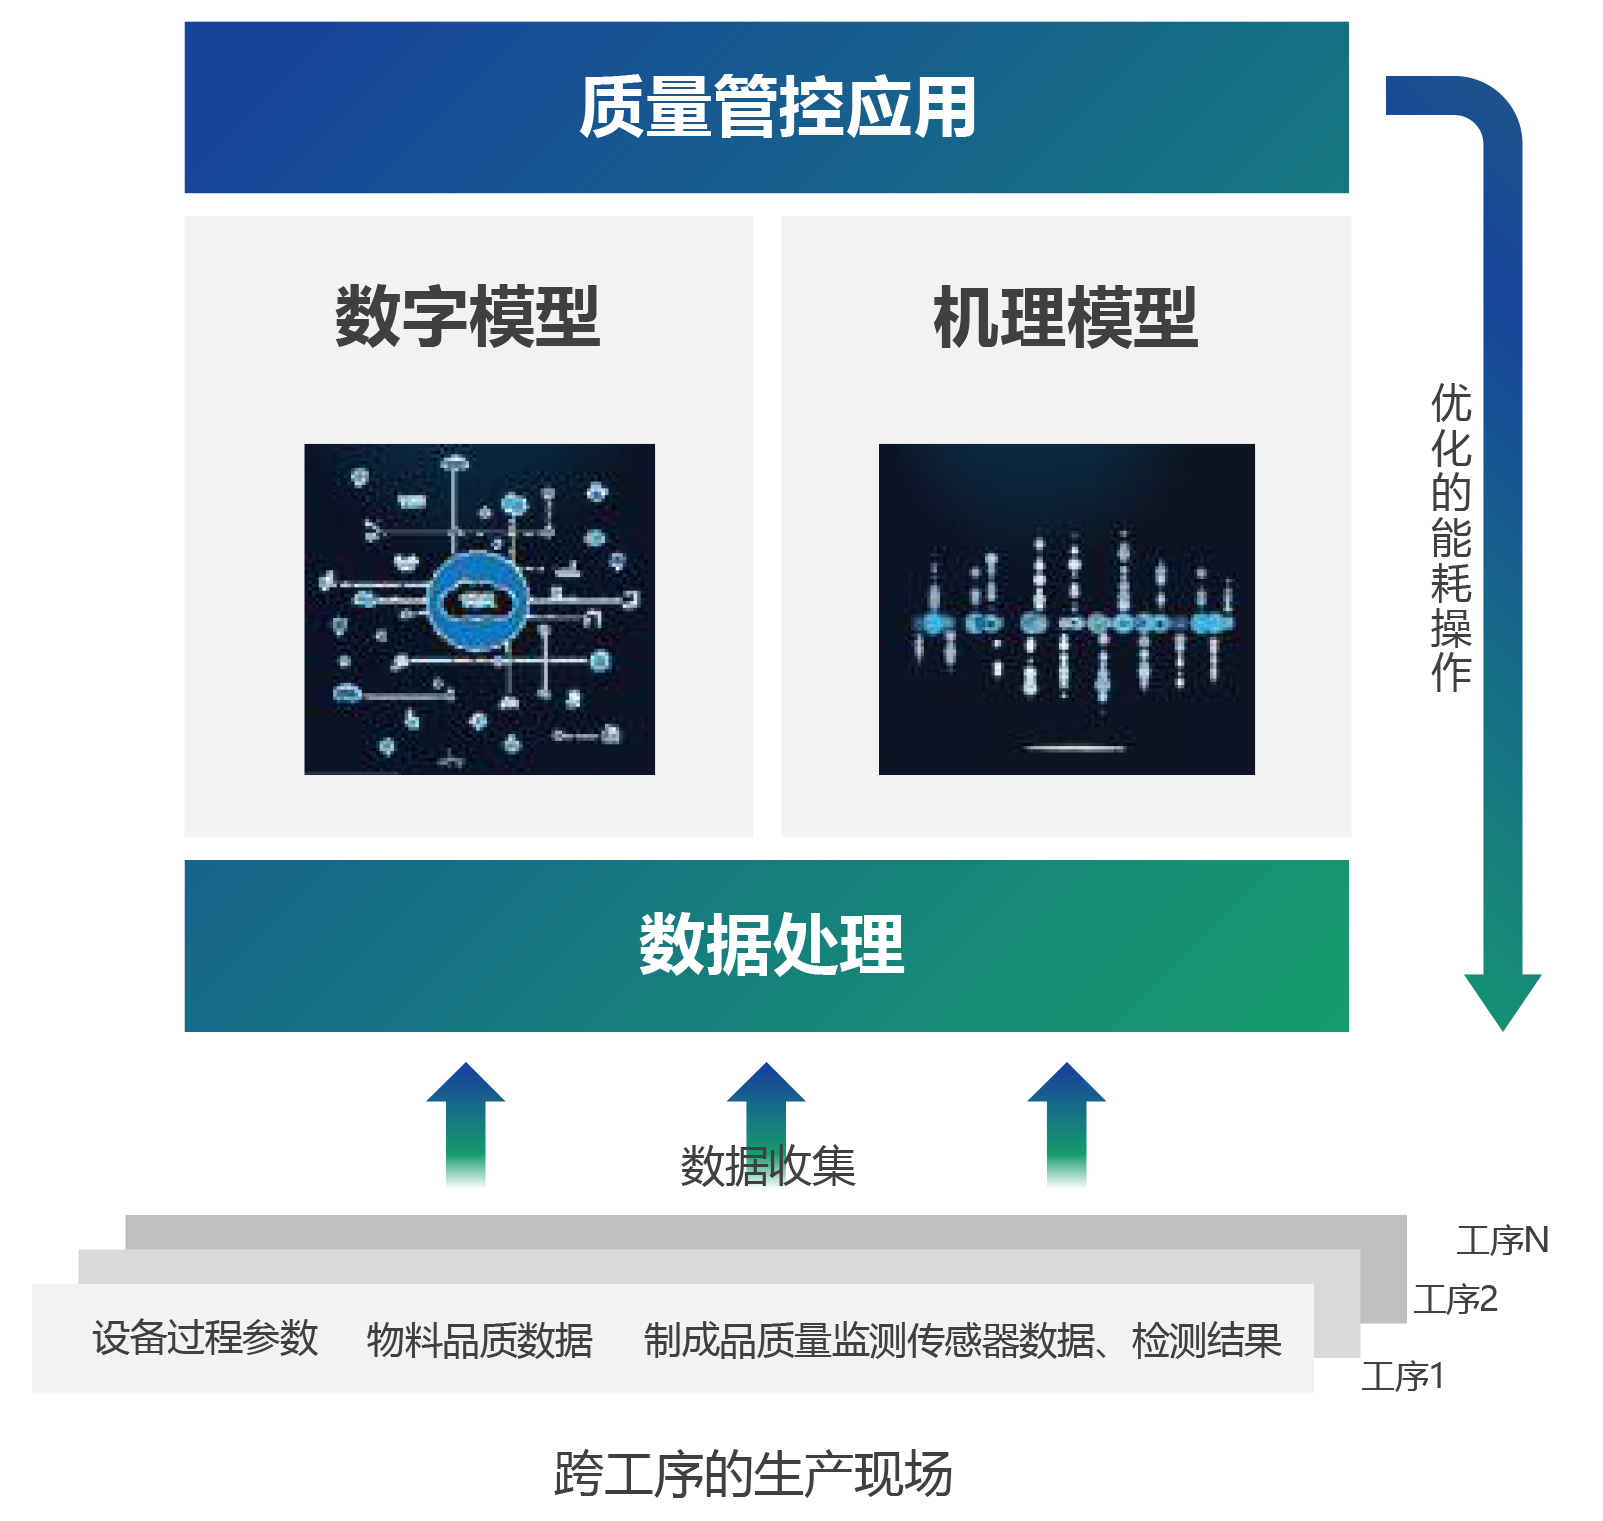 质量管控应用
数字模型
机理模型
优化的能耗操作
数据处理
数据收集
工序N
工序2
工序1
设备过程参数 物料品质数据 制成品质量监测传感器数据、检测结果
跨工序的生产现场